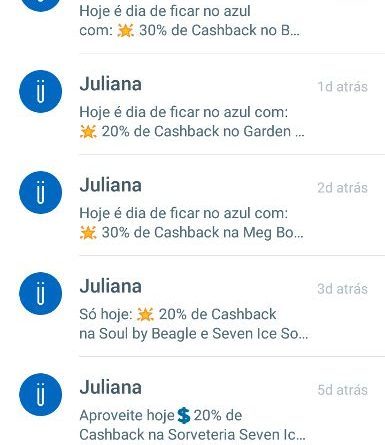 Hoje é dia de ficar no azul
com: 🌟 30% de Cashback no B...
Juliana
1d atrás
Ü
Hoje é dia de ficar no azul com:
🌟 20% de Cashback no Garden ...
Juliana
2d atrás
Ü
Hoje é dia de ficar no azul com:
🌟 30% de Cashback na Meg Bo...
Juliana
3d atrás
Ü
Só hoje: 🌟 20% de Cashback
na Soul by Beagle e Seven Ice So...
Juliana
5d atrás
Ü
Aproveite hoje💲20% de
Cashback na Sorveteria Seven Ic...